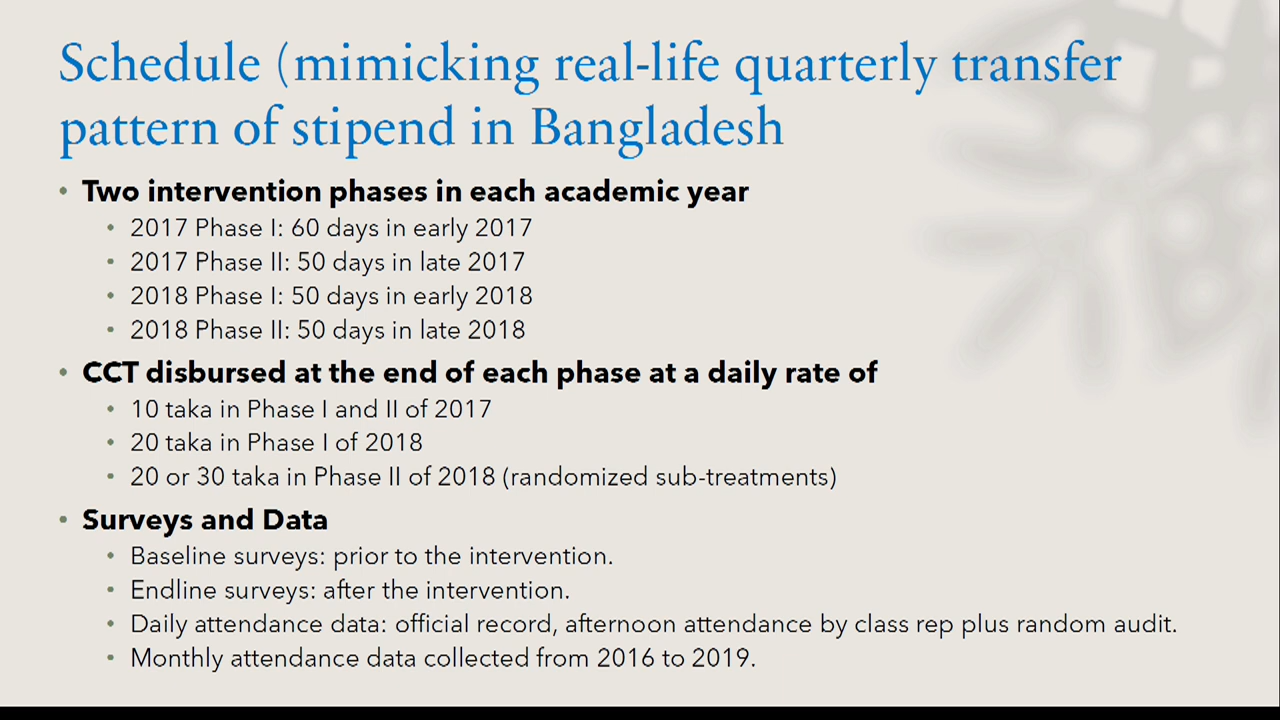 Schedule (mimicking real-life quarterly transfer
pattern of stipend in Bangladesh
• Two intervention phases in each academic year
• 2017 Phase I: 60 days in early 2017
• 2017 Phase II: 50 days in late 2017
• 2018 Phase I: 50 days in early 2018
• 2018 Phase II: 50 days in late 2018
• CCT disbursed at the end of each phase at a daily rate of
• 10 taka in Phase I and II of 2017
• 20 taka in Phase I of 2018
• 20 or 30 taka in Phase II of 2018 (randomized sub-treatments)
• Surveys and Data
• Baseline surveys: prior to the intervention.
• Endline surveys: after the intervention.
• Daily attendance data: official record, afternoon attendance by class rep plus random audit.
• Monthly attendance data collected from 2016 to 2019.